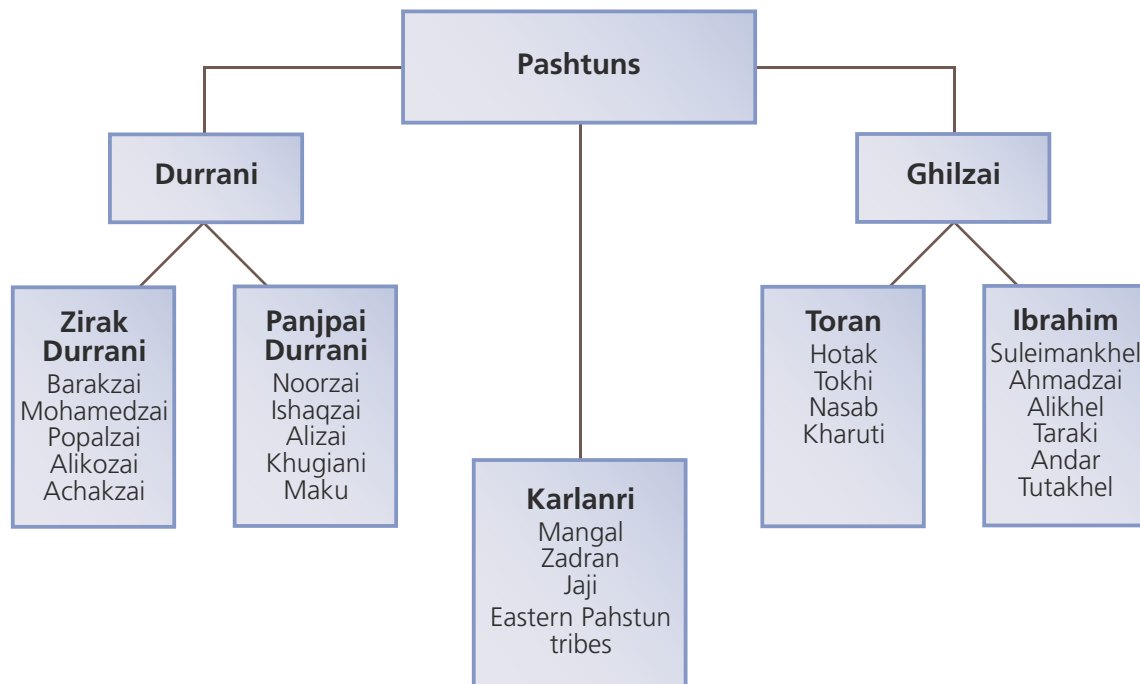 Pashtuns
Durrani
Ghilzai
Zirak
Durrani
Barakzai
Mohamedzai
Popalzai
Alikozai
Achakzai
Panjpai
Durrani
Noorzai
Ishaqzai
Alizai
Khugiani
Maku
Karlanri
Mangal
Zadran
Jaji
Eastern Pahstun
tribes
Toran
Hotak
Tokhi
Nasab
Kharuti
Ibrahim
Suleimankhel
Ahmadzai
Alikhel
Taraki
Andar
Tutakhel